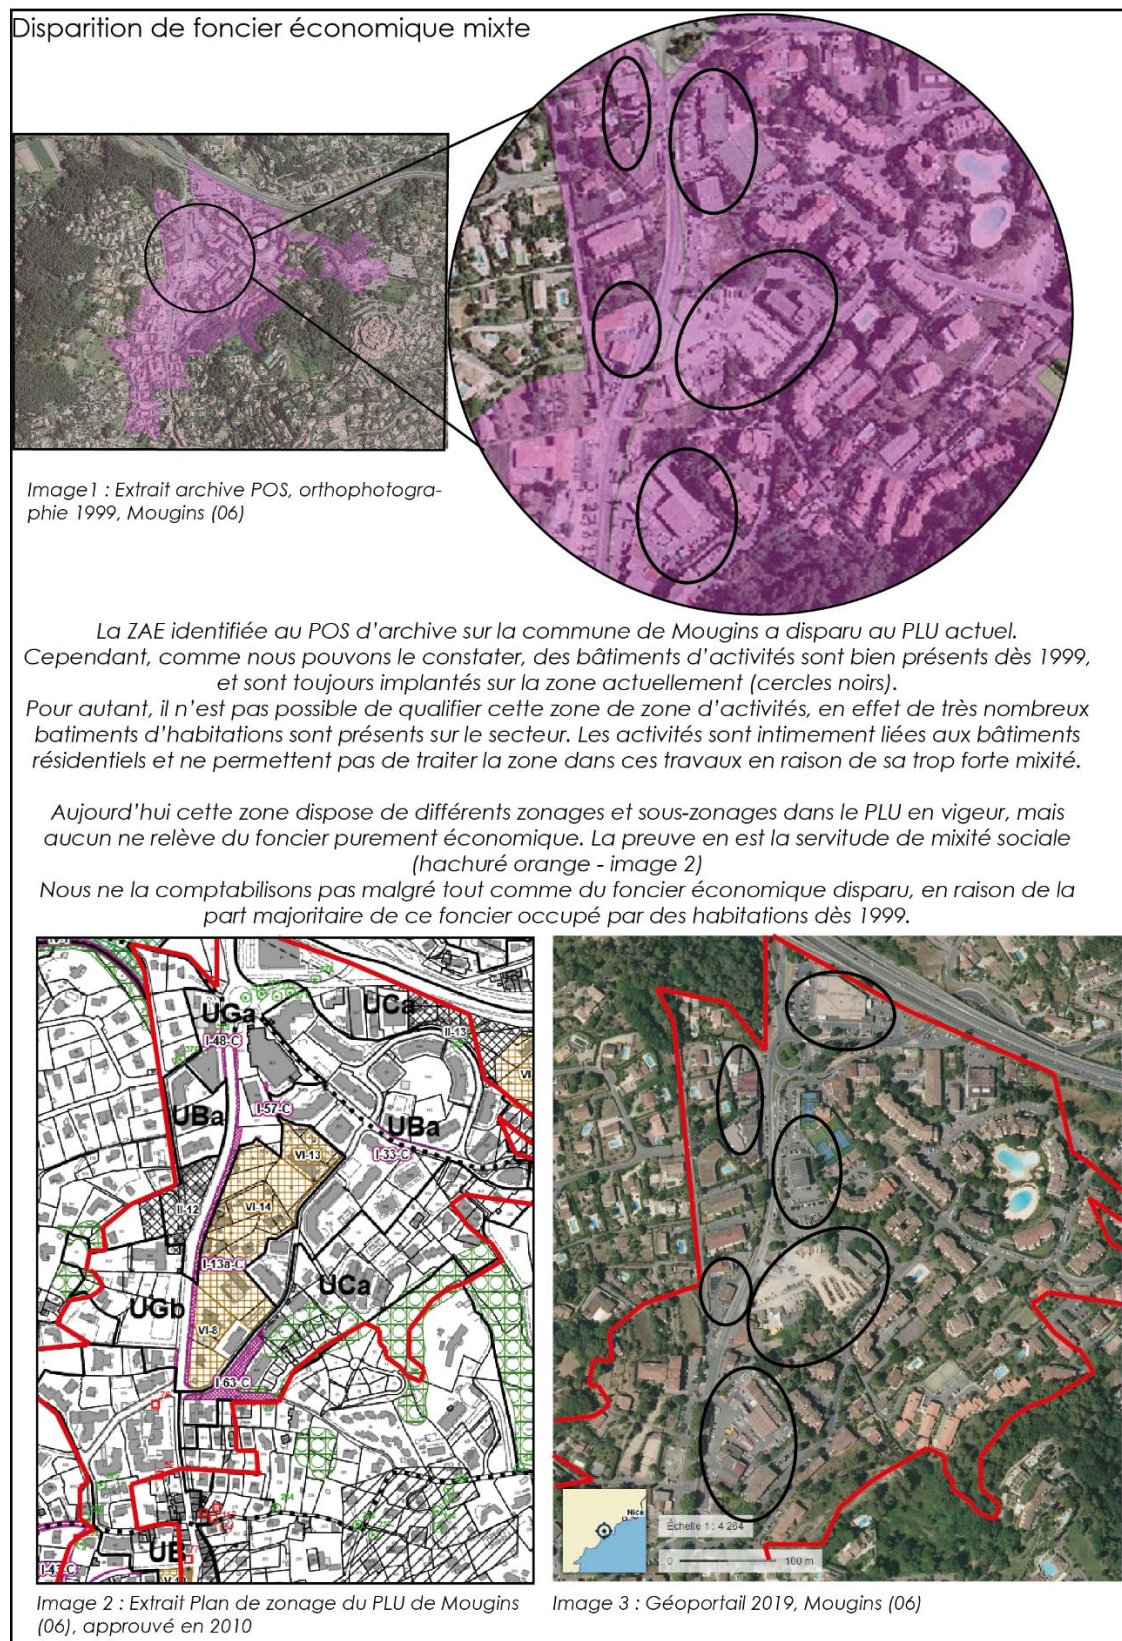 Disparition de foncier économique mixte
Image1 : Extrait archive POS, orthophotogra-
phie 1999, Mougins (06)
La ZAE identifiée au POS d'archive sur la commune de Mougins a disparu au PLU actuel.
Cependant, comme nous pouvons le constater, des bâtiments d'activités sont bien présents dès 1999,
et sont toujours implantés sur la zone actuellement (cercles noirs).
Pour autant, il n'est pas possible de qualifier cette zone de zone d'activités, en effet de très nombreux
batiments d'habitations sont présents sur le secteur. Les activités sont intimement liées aux bâtiments
résidentiels et ne permettent pas de traiter la zone dans ces travaux en raison de sa trop forte mixité.
Aujourd'hui cette zone dispose de différents zonages et sous-zonages dans le PLU en vigeur, mais
aucun ne relève du foncier purement économique. La preuve en est la servitude de mixité sociale
(hachuré orange - image 2)
Nous ne la comptabilisons pas malgré tout comme du foncier économique disparu, en raison de la
part majoritaire de ce foncier occupé par des habitations dès 1999.
UGa
UCa
I-48-C
II-13
VI
UBa
I-57-C
UBa
I-33-C
VI-13
II-12
VI-14
I-13a-C
UCa
UGb
VI-8
I-63-C
UB
I-43-C
Nice
Échelle 1 : 4 264
0 100 m
Image 2 : Extrait Plan de zonage du PLU de Mougins
(06), approuvé en 2010
Image 3 : Géoportail 2019, Mougins (06)